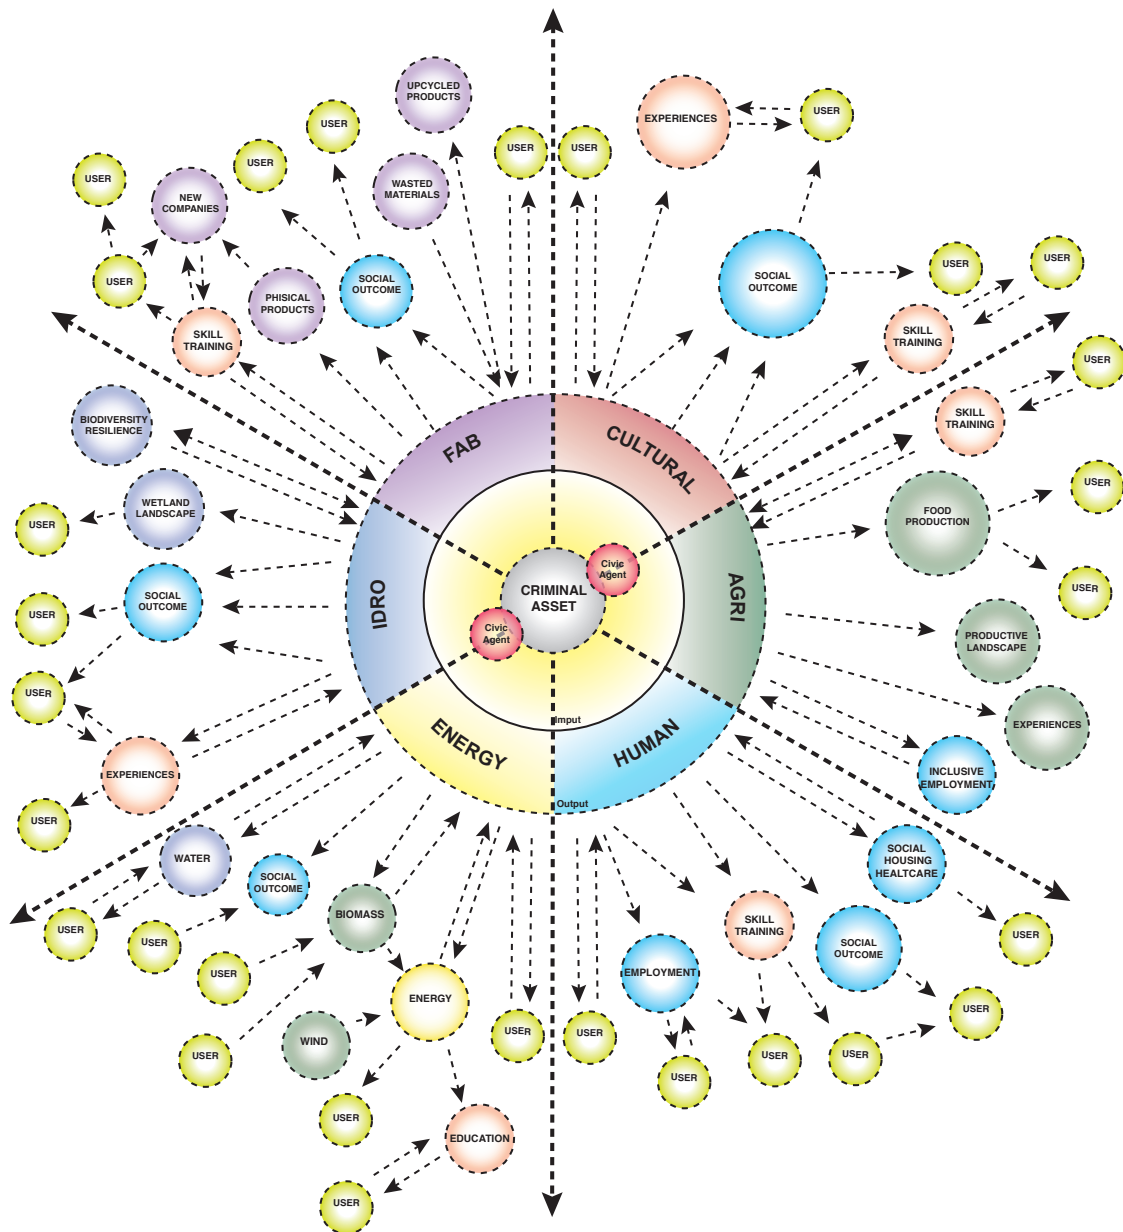 UPCYCLED
PRODUCTS
USER
EXPERIENCES
USER
USER
USER
USER
USER
USER
WASTED
MATERIALS
NEW
COMPANIES
USER
USER
USER
SOCIAL
OUTCOME
SOCIAL
OUTCOME
PHISICAL
PRODUCTS
SKILL
TRAINING
SKILL
TRAINING
USER
BIODIVERSITY
RESILIENCE
SKILL
TRAINING
FAB
CULTURAL
USER
WETLAND
LANDSCAPE
FOOD
PRODUCTION
USER
Civic
Agent
CRIMINAL
ASSET
IDRO
AGRI
USER
SOCIAL
OUTCOME
USER
Civic
Agent
PRODUCTIVE
LANDSCAPE
USER
EXPERIENCES
Imput
ENERGY
HUMAN
EXPERIENCES
INCLUSIVE
EMPLOYMENT
Output
USER
WATER
SOCIAL
HOUSING
HEALTCARE
SOCIAL
OUTCOME
BIOMASS
SKILL
TRAINING
USER
USER
USER
SOCIAL
OUTCOME
USER
EMPLOYMENT
ENERGY
USER
USER
USER
WIND
USER
USER
USER
USER
USER
EDUCATION
USER